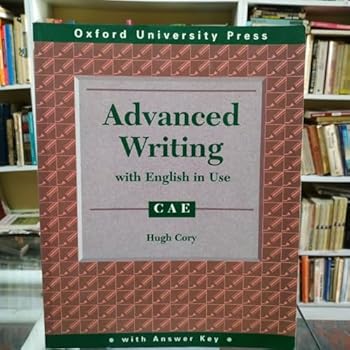 Oxford University Press
Advanced
Writing
with English in Use
CAE
Hugh Cory
with Answer Key